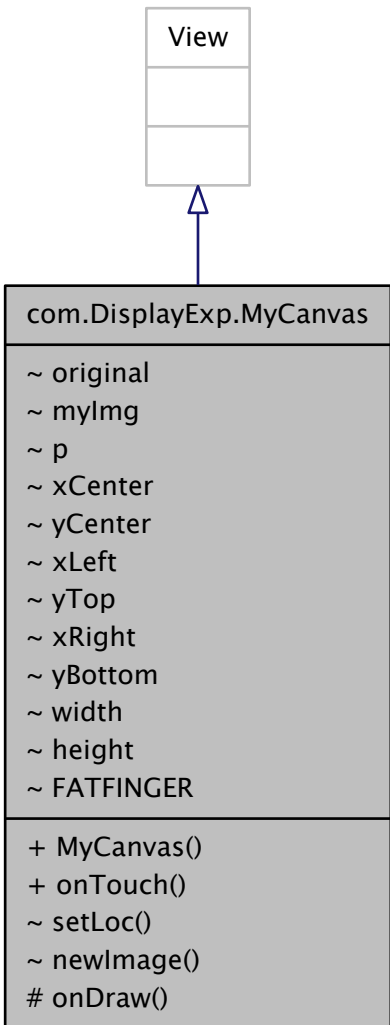 View
com.DisplayExp.MyCanvas
~ original
~ myImg
~ p
~ xCenter
~ yCenter
~ xLeft
~ yTop
~ xRight
~ yBottom
~ width
~ height
~ FATFINGER
+ MyCanvas()
+ onTouch()
~ setLoc()
~ newImage()
# onDraw()